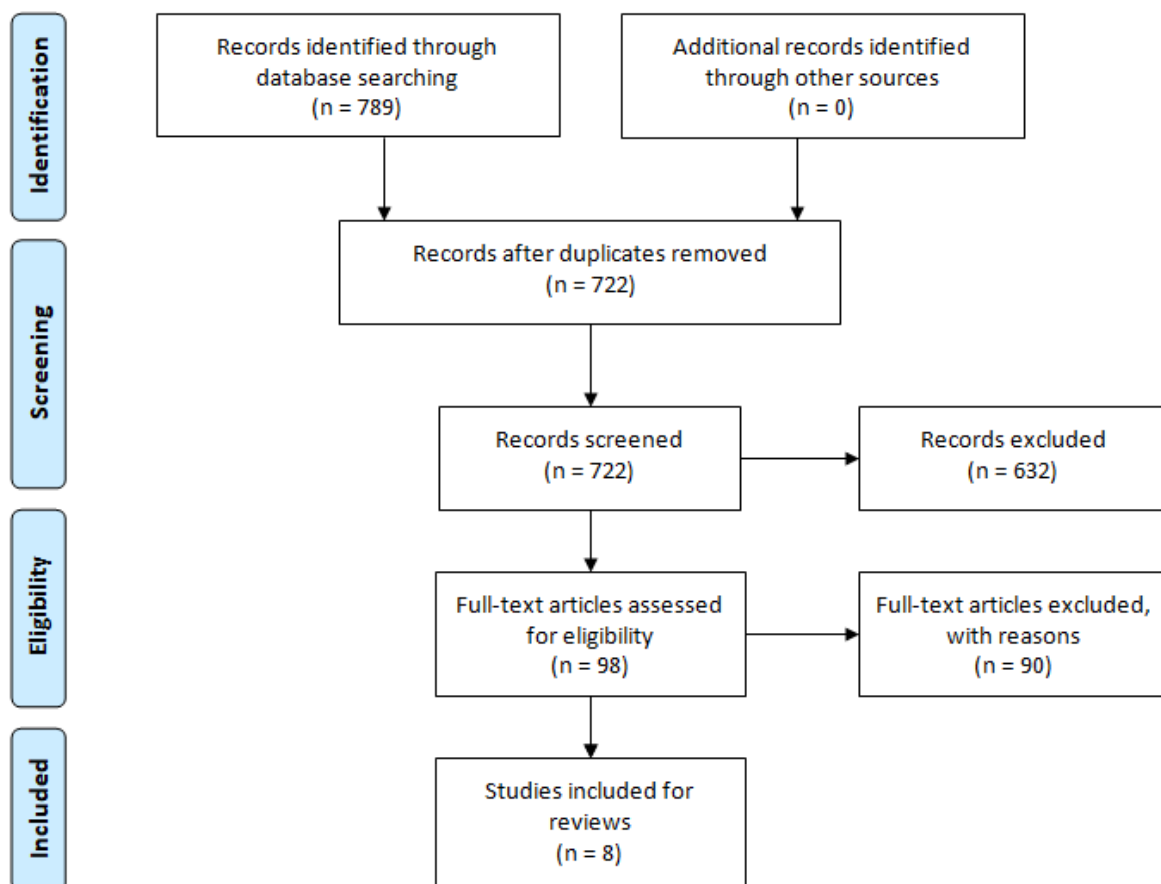 Identification
Records identified through
database searching
(n = 789)
Additional records identified
through other sources
(n = 0)
Screening
Records after duplicates removed
(n = 722)
Records screened
(n = 722)
Records excluded
(n = 632)
Eligibility
Full-text articles assessed
for eligibility
(n = 98)
Full-text articles excluded,
with reasons
(n = 90)
Included
Studies included for
reviews
(n = 8)